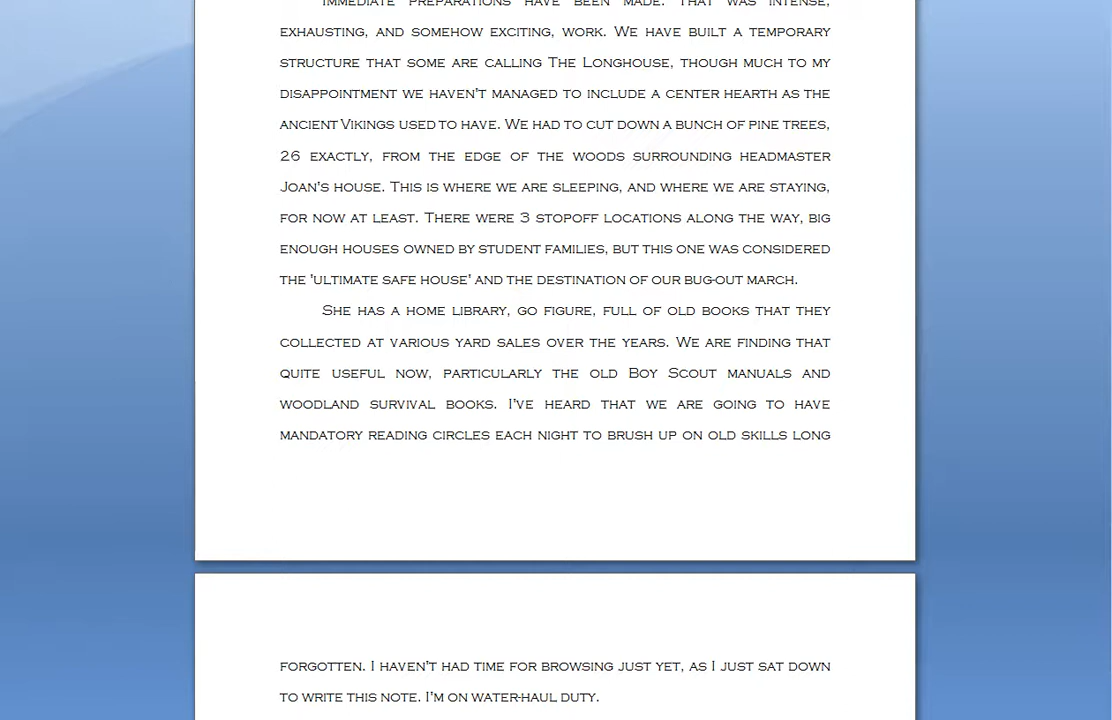 IMMEDIATE PREPARATIONS HAVE BEEN MADE. THAT WAS INTENSE,
EXHAUSTING, AND SOMEHOW EXCITING, WORK. WE HAVE BUILT A TEMPORARY
STRUCTURE THAT SOME ARE CALLING THE LONGHOUSE, THOUGH MUCH TO MY
DISAPPOINTMENT WE HAVEN'T MANAGED TO INCLUDE A CENTER HEARTH AS THE
ANCIENT VIKINGS USED TO HAVE. WE HAD TO CUT DOWN A BUNCH OF PINE TREES,
26 EXACTLY, FROM THE EDGE OF THE WOODS SURROUNDING HEADMASTER
JOAN'S HOUSE. THIS IS WHERE WE ARE SLEEPING, AND WHERE WE ARE STAYING,
FOR NOW AT LEAST. THERE WERE 3 STOPOFF LOCATIONS ALONG THE WAY, BIG
ENOUGH HOUSES OWNED BY STUDENT FAMILIES, BUT THIS ONE WAS CONSIDERED
THE 'ULTIMATE SAFE HOUSE' AND THE DESTINATION OF OUR BUG-OUT MARCH.
SHE HAS A HOME LIBRARY, GO FIGURE, FULL OF OLD BOOKS THAT THEY
COLLECTED AT VARIOUS YARD SALES OVER THE YEARS. WE ARE FINDING THAT
QUITE USEFUL NOW, PARTICULARLY THE OLD BOY SCOUT MANUALS AND
WOODLAND SURVIVAL BOOKS. I'VE HEARD THAT WE ARE GOING TO HAVE
MANDATORY READING CIRCLES EACH NIGHT TO BRUSH UP ON OLD SKILLS LONG
FORGOTTEN. I HAVEN'T HAD TIME FOR BROWSING JUST YET, AS I JUST SAT DOWN
TO WRITE THIS NOTE. I'M ON WATER-HAUL DUTY.